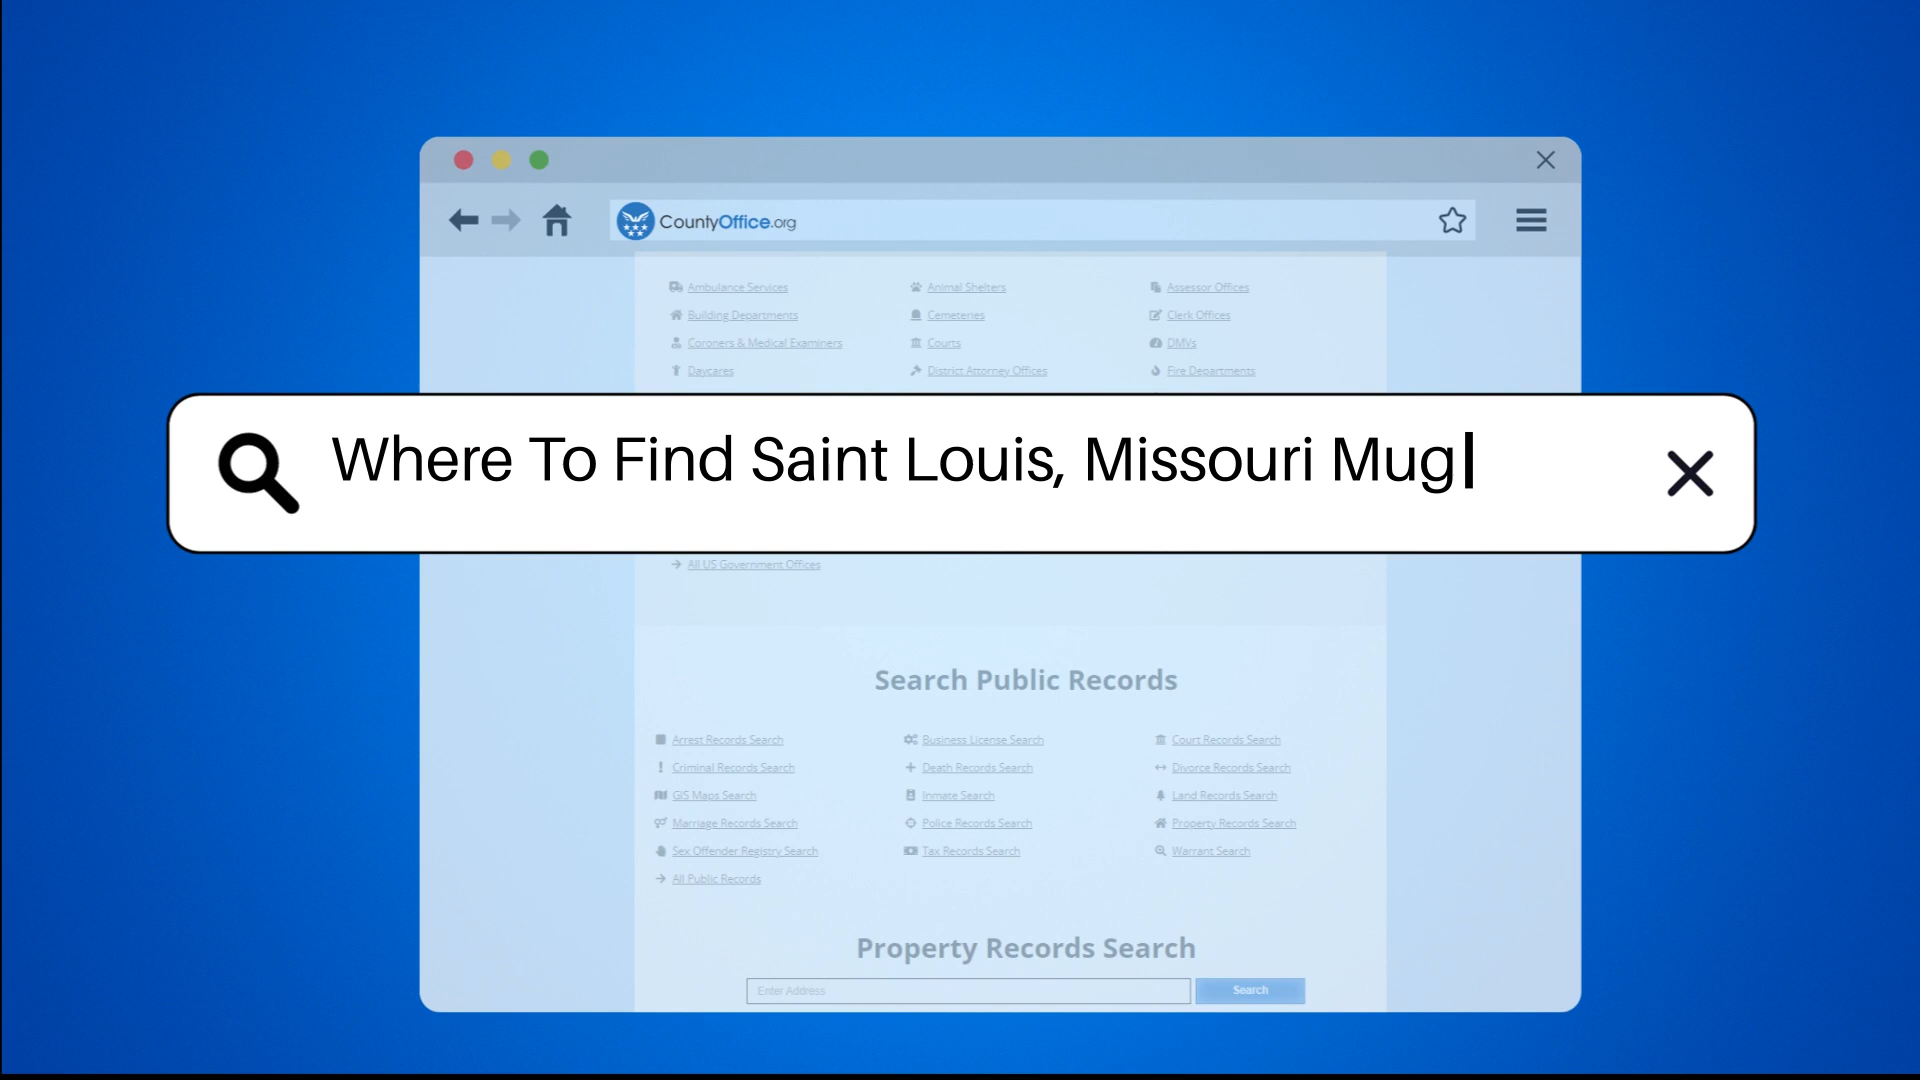 CountyOffice.org
Ambulance Services Animal Shelters Assessor Offices
Building Departments Cemeteries Clerk Offices
Coroners & Medical Examiners Courts DMVs
Daycares District Attorney Offices Fire Departments
Where To Find Saint Louis, Missouri Mug
All US Government Offices
Search Public Records
Arrest Records Search Business License Search Court Records Search
Criminal Records Search Death Records Search Divorce Records Search
GIS Maps Search Inmate Search Land Records Search
Marriage Records Search Police Records Search Property Records Search
Sex Offender Registry Search Tax Records Search Warrant Search
All Public Records
Property Records Search
Enter Address Search